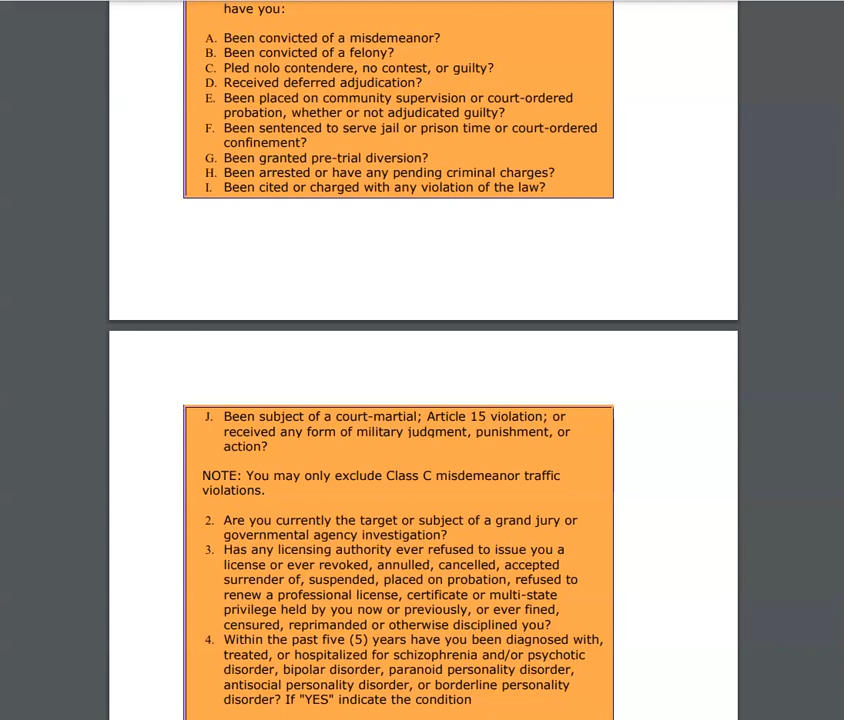 have you:
A. Been convicted of a misdemeanor?
B. Been convicted of a felony?
C. Pled nolo contendere, no contest, or guilty?
D. Received deferred adjudication?
E. Been placed on community supervision or court-ordered
probation, whether or not adjudicated guilty?
F. Been sentenced to serve jail or prison time or court-ordered
confinement?
G. Been granted pre-trial diversion?
H. Been arrested or have any pending criminal charges?
I. Been cited or charged with any violation of the law?
J. Been subject of a court-martial; Article 15 violation; or
received any form of military judgment, punishment, or
action?
NOTE: You may only exclude Class C misdemeanor traffic
violations.
2. Are you currently the target or subject of a grand jury or
governmental agency investigation?
3. Has any licensing authority ever refused to issue you a
license or ever revoked, annulled, cancelled, accepted
surrender of, suspended, placed on probation, refused to
renew a professional license, certificate or multi-state
privilege held by you now or previously, or ever fined,
censured, reprimanded or otherwise disciplined you?
4. Within the past five (5) years have you been diagnosed with,
treated, or hospitalized for schizophrenia and/or psychotic
disorder, bipolar disorder, paranoid personality disorder,
antisocial personality disorder, or borderline personality
disorder? If "YES" indicate the condition